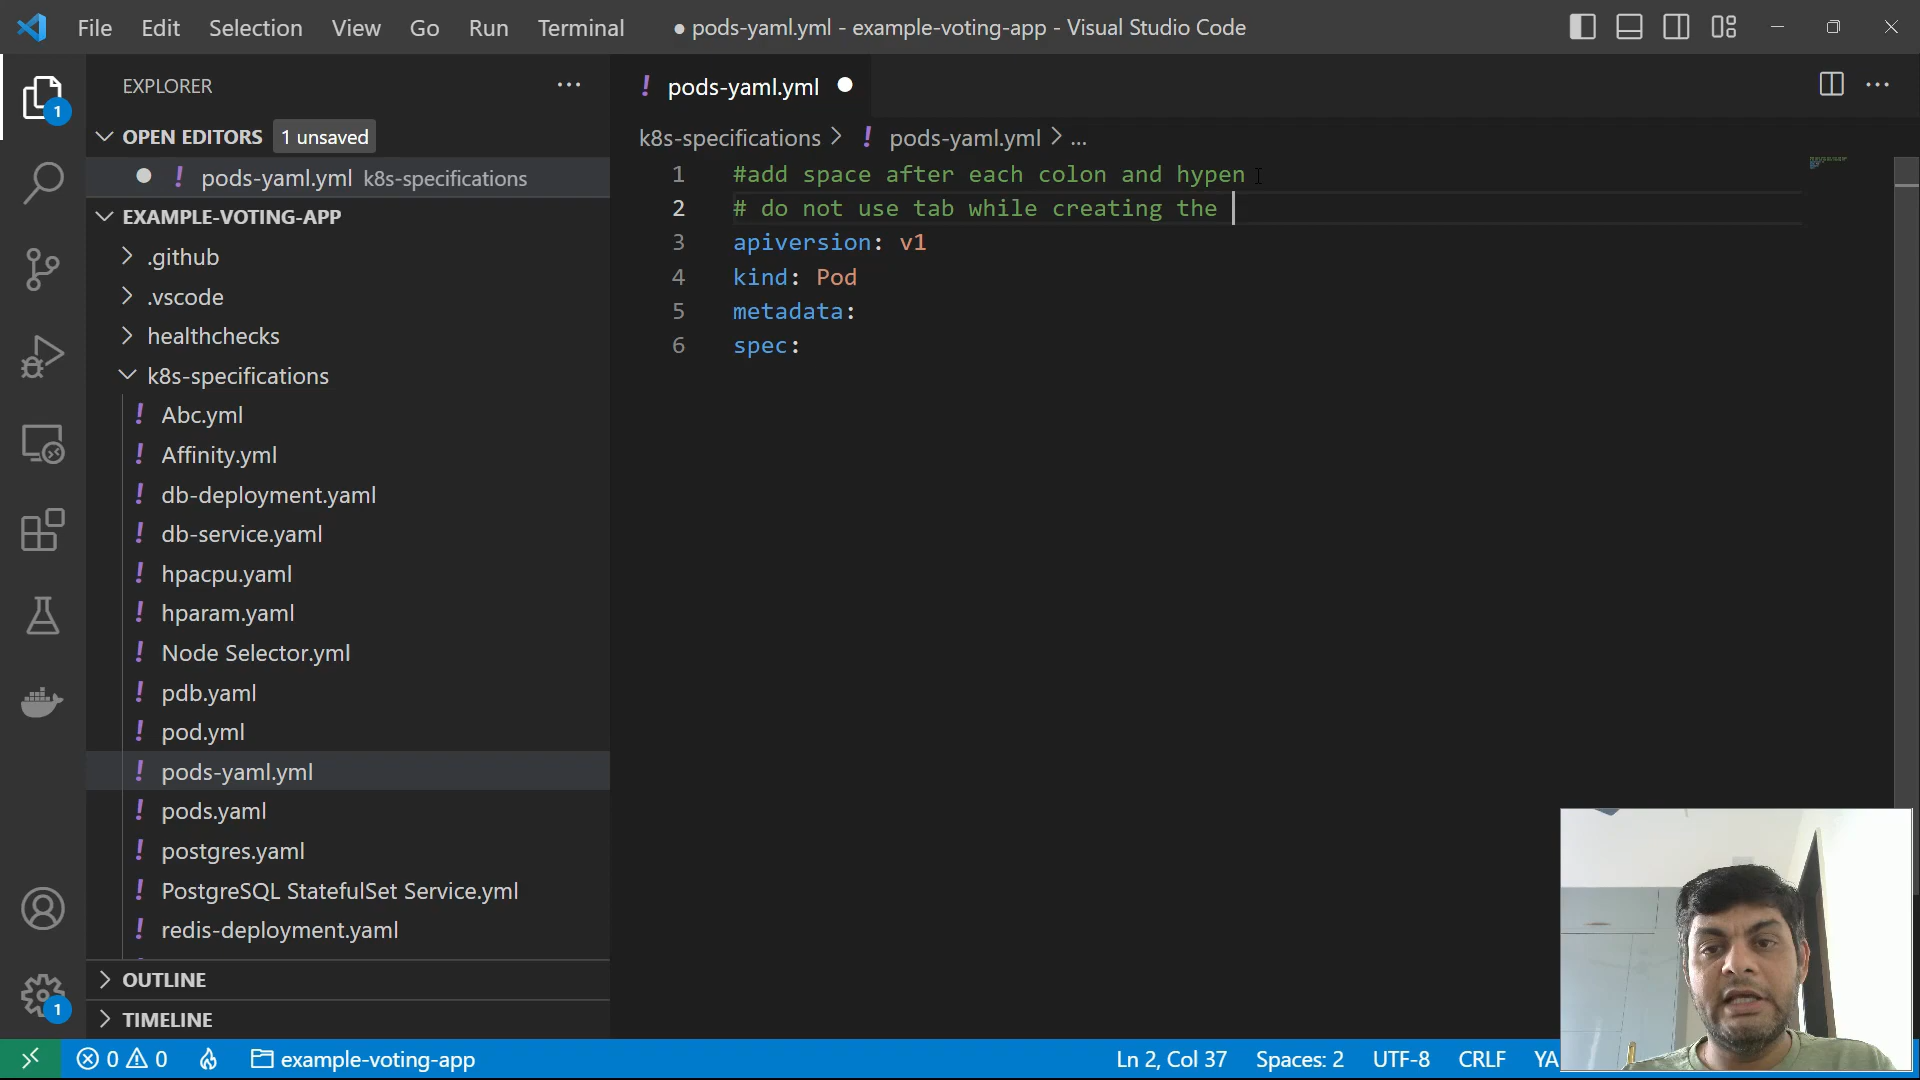 File Edit Selection View Go Run Terminal ● pods-yaml.yml - example-voting-app - Visual Studio Code
EXPLORER ...
OPEN EDITORS 1 unsaved
● ! pods-yaml.yml k8s-specifications
EXAMPLE-VOTING-APP
.github
.vscode
healthchecks
k8s-specifications
! Abc.yml
! Affinity.yml
! db-deployment.yaml
! db-service.yaml
! hpacpu.yaml
! hparam.yaml
! Node Selector.yml
! pdb.yaml
! pod.yml
! pods-yaml.yml
! pods.yaml
! postgres.yaml
! PostgreSQL StatefulSet Service.yml
! redis-deployment.yaml
OUTLINE
TIMELINE
1
1
! pods-yaml.yml ●
k8s-specifications > ! pods-yaml.yml > ...
1 #add space after each colon and hypen
2 # do not use tab while creating the
3 apiversion: v1
4 kind: Pod
5 metadata:
6 spec:
0 0 example-voting-app Ln 2, Col 37 Spaces: 2 UTF-8 CRLF YA